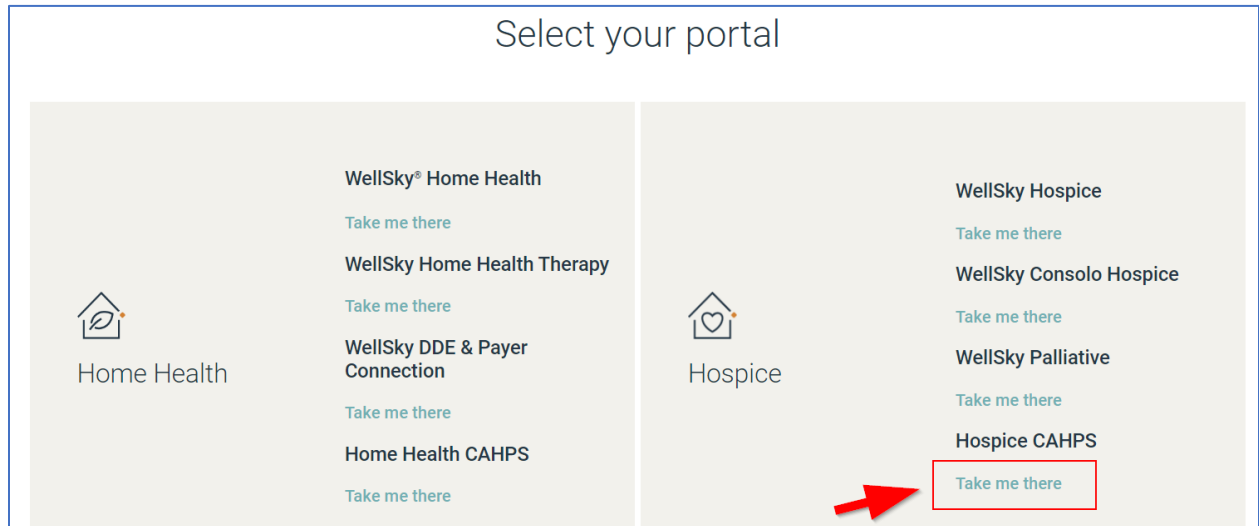 Select your portal
Home Health
WellSky® Home Health
Take me there
WellSky Home Health Therapy
Take me there
WellSky DDE & Payer
Connection
Take me there
Home Health CAHPS
Take me there
Hospice
WellSky Hospice
Take me there
WellSky Consolo Hospice
Take me there
WellSky Palliative
Take me there
Hospice CAHPS
Take me there